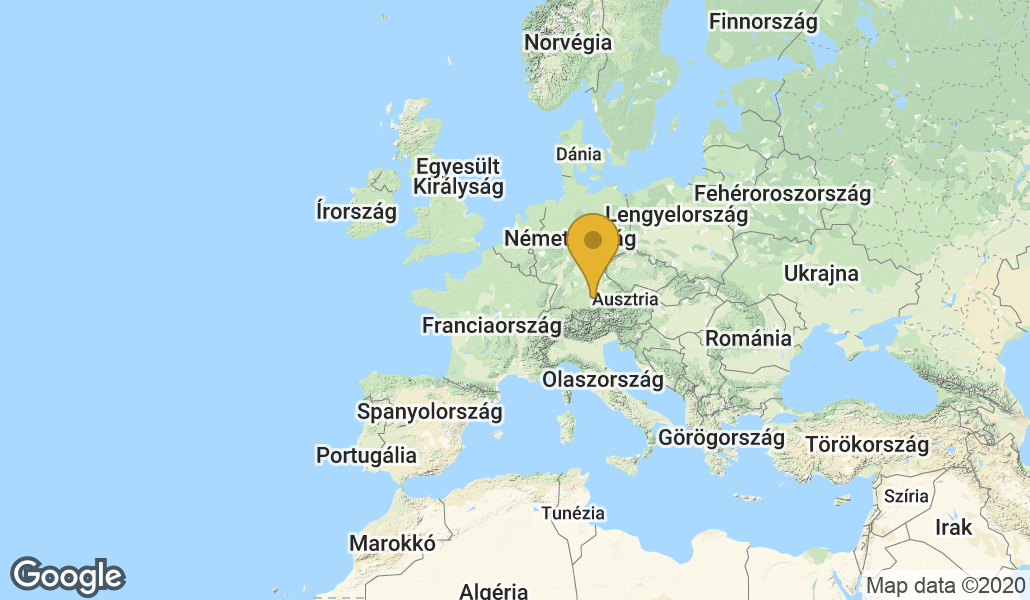 Finnország
Norvégia
Dánia
Egyesült
Királyság
Fehéroroszország
Írország
Lengyelország
Ukrajna
Ausztria
Franciaország
Románia
Olaszország
Spanyolország
Görögország
Törökország
Portugália
Szíria
Tunézia
Irak
Marokkó
Google
Map data ©2020
Algéria